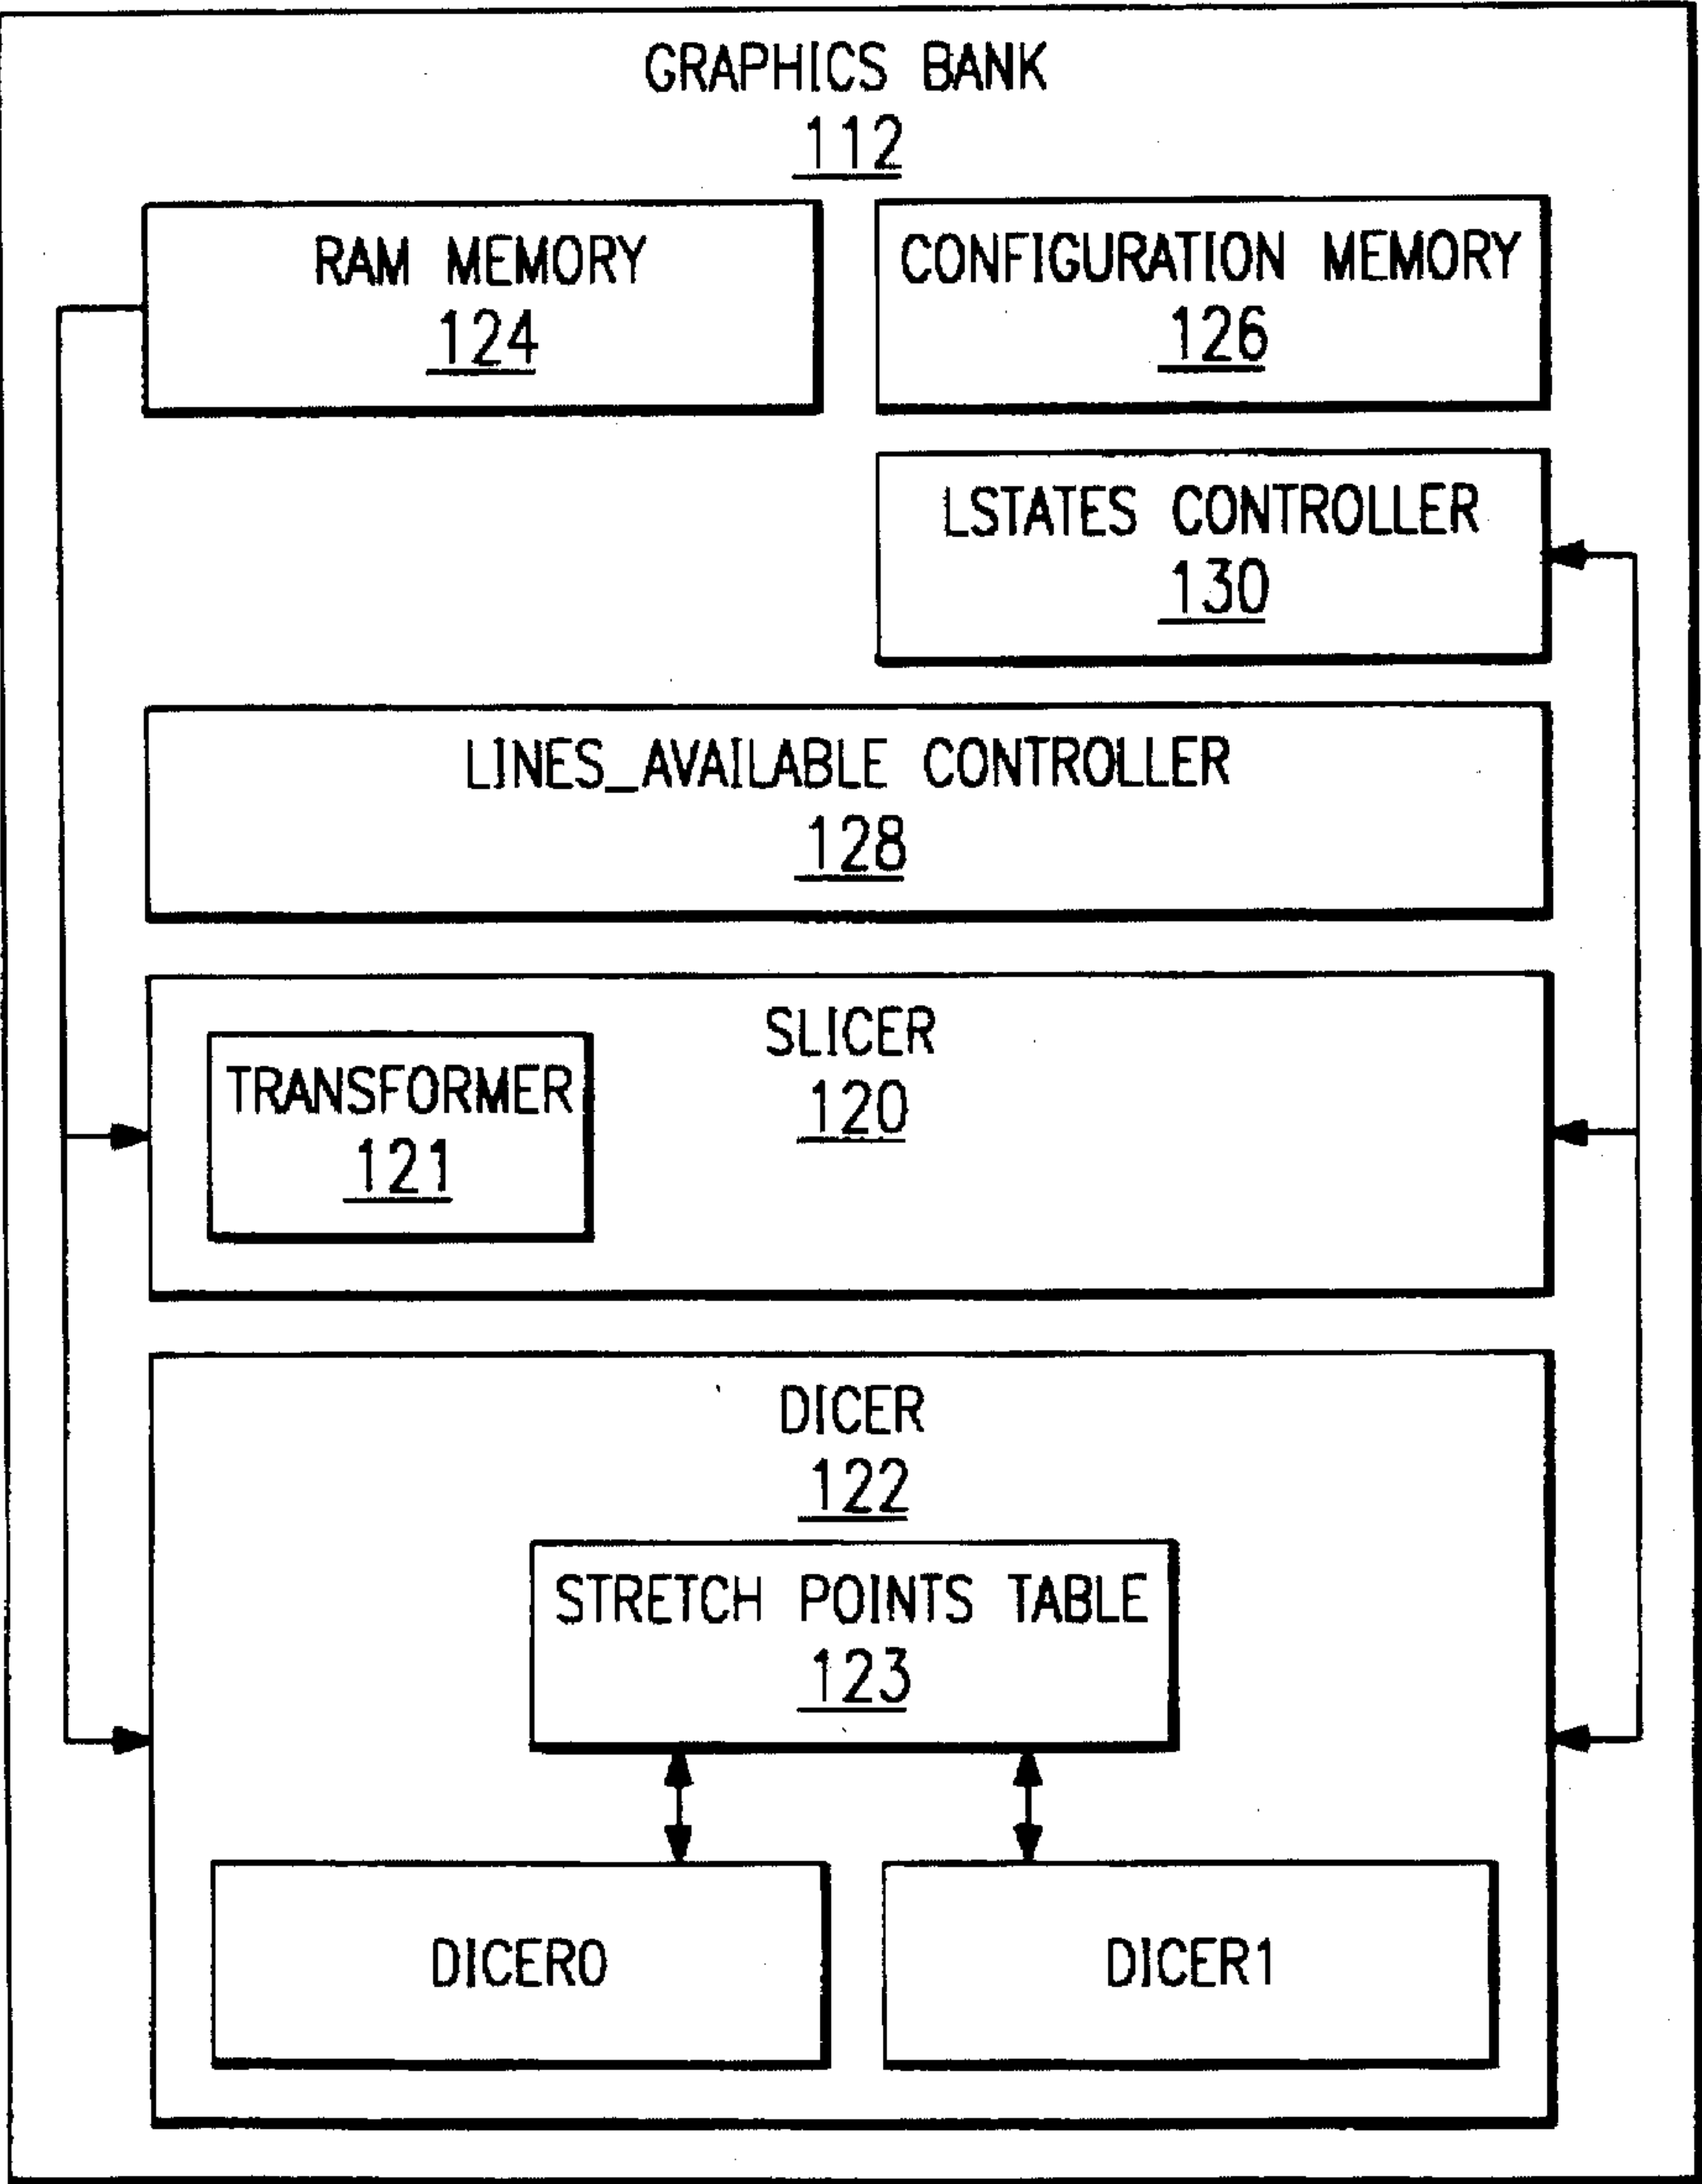 GRAPHICS BANK
112
RAM MEMORY
124
CONFIGURATION MEMORY
126
LSTATES CONTROLLER
130
LINES_AVAILABLE CONTROLLER
128
SLICER
120
TRANSFORMER
121
DICER
122
STRETCH POINTS TABLE
123
DICER0
DICER1